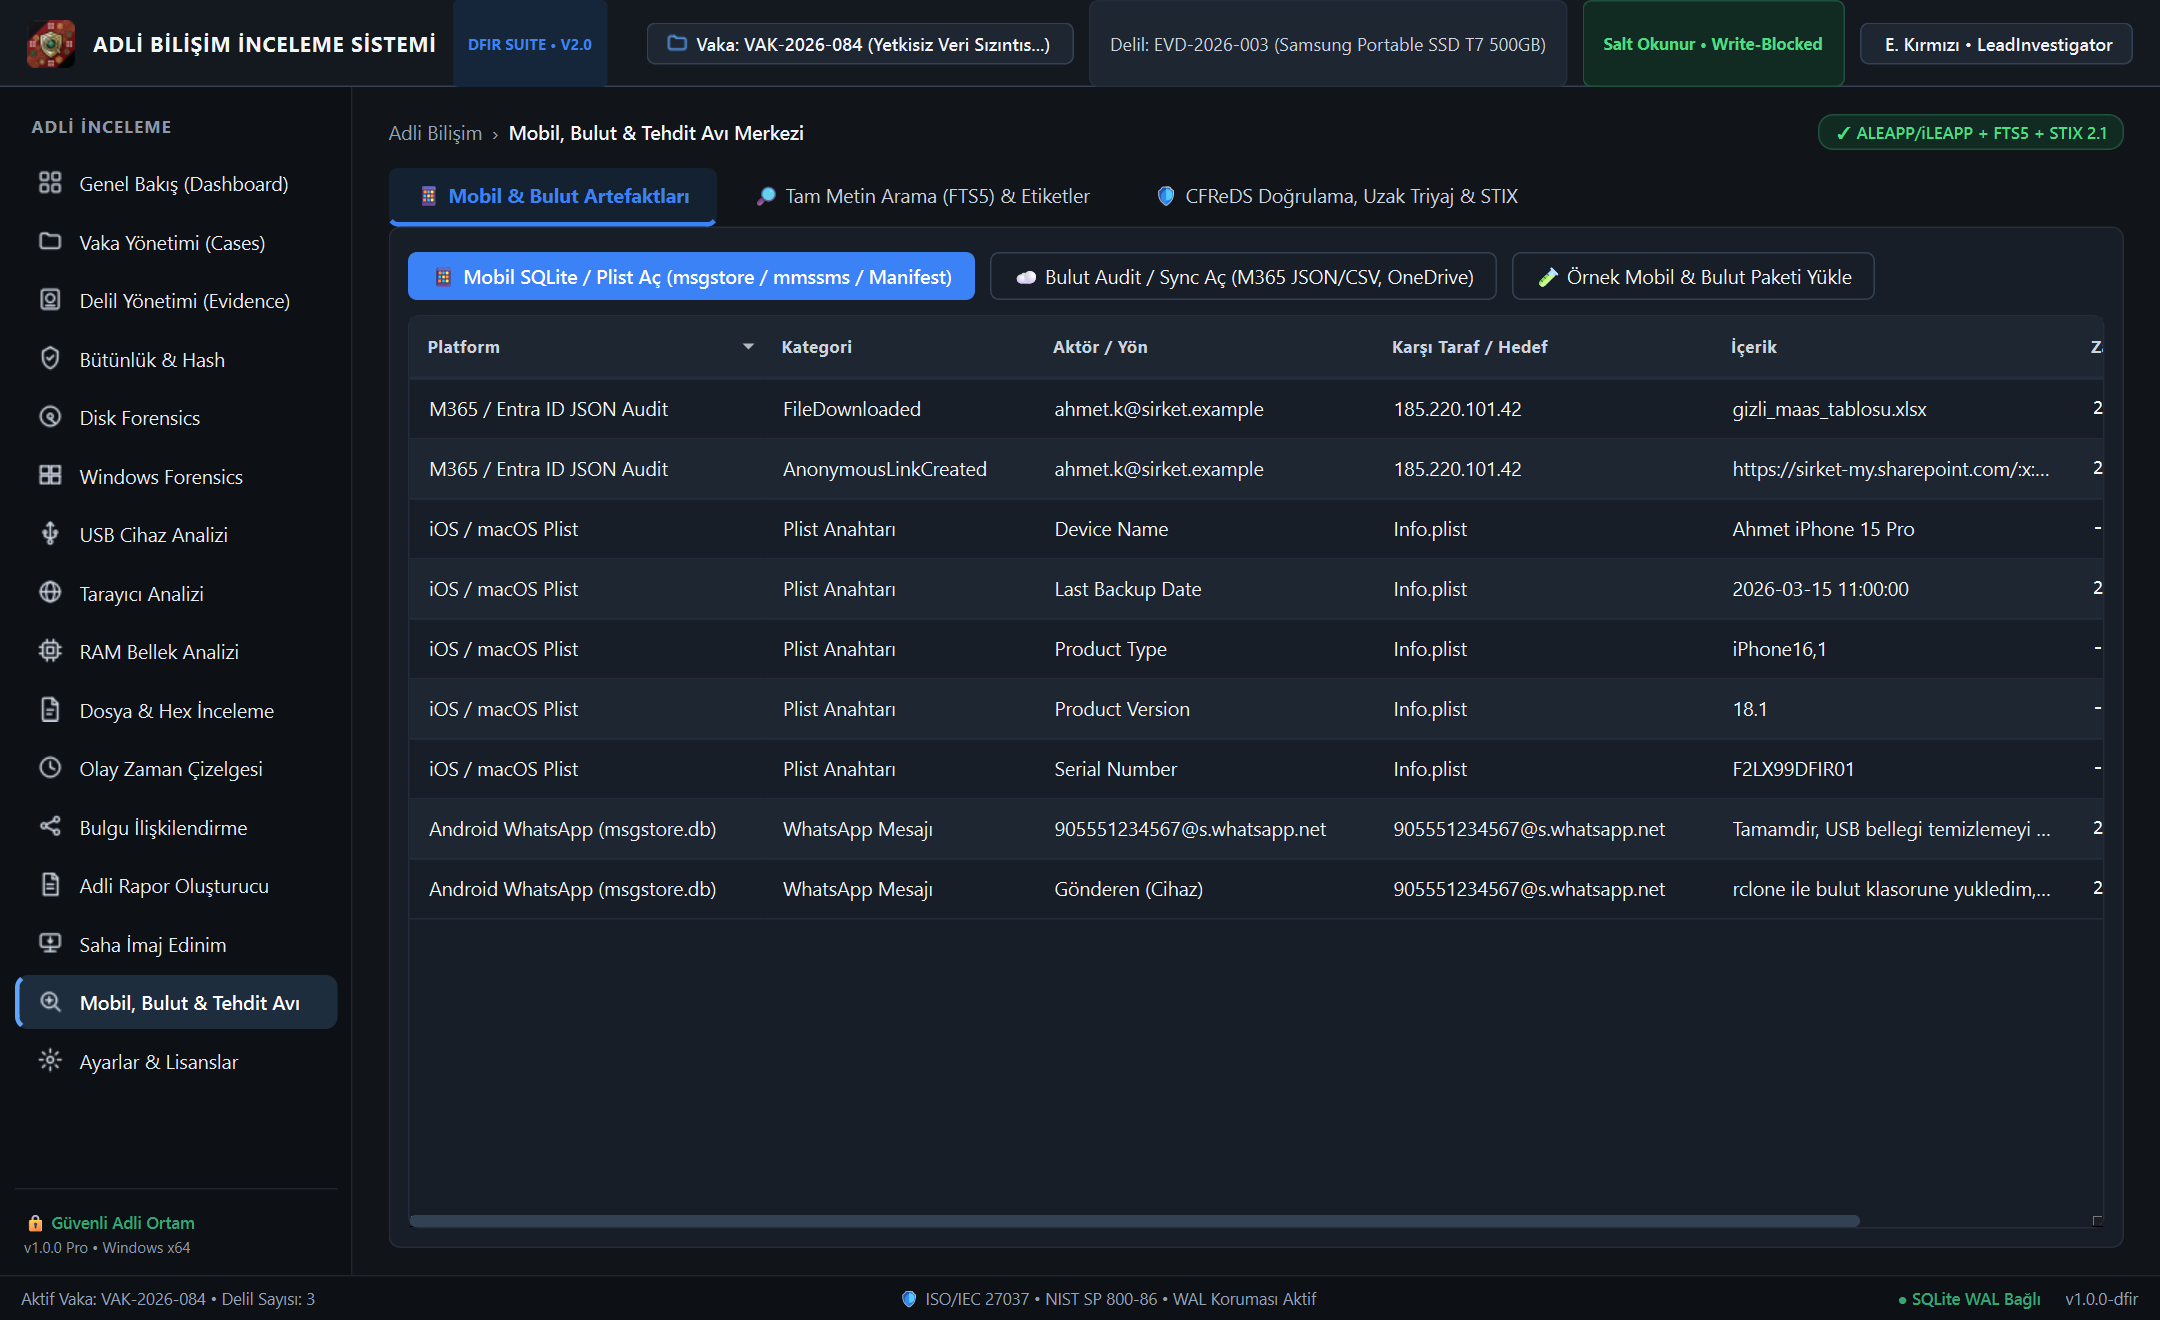 ADLİ BİLİŞİM İNCELEME SİSTEMİ
DFIR SUITE • V2.0
Vaka: VAK-2026-084 (Yetkisiz Veri Sızıntıs...)
Delil: EVD-2026-003 (Samsung Portable SSD T7 500GB)
Salt Okunur • Write-Blocked
E. Kırmızı • LeadInvestigator
ADLİ İNCELEME
Genel Bakış (Dashboard)
Vaka Yönetimi (Cases)
Delil Yönetimi (Evidence)
Bütünlük & Hash
Disk Forensics
Windows Forensics
USB Cihaz Analizi
Tarayıcı Analizi
RAM Bellek Analizi
Dosya & Hex İnceleme
Olay Zaman Çizelgesi
Bulgu İlişkilendirme
Adli Rapor Oluşturucu
Saha İmaj Edinim
Mobil, Bulut & Tehdit Avı
Ayarlar & Lisanslar
Güvenli Adli Ortam
v1.0.0 Pro • Windows x64
Adli Bilişim › Mobil, Bulut & Tehdit Avı Merkezi
✓ ALEAPP/iLEAPP + FTS5 + STIX 2.1
Mobil & Bulut Artefaktları
Tam Metin Arama (FTS5) & Etiketler
CFReDS Doğrulama, Uzak Triyaj & STIX
Mobil SQLite / Plist Aç (msgstore / mmssms / Manifest)
Bulut Audit / Sync Aç (M365 JSON/CSV, OneDrive)
Örnek Mobil & Bulut Paketi Yükle
Platform Kategori Aktör / Yön Karşı Taraf / Hedef İçerik
M365 / Entra ID JSON Audit FileDownloaded ahmet.k@sirket.example 185.220.101.42 gizli_maas_tablosu.xlsx 2
M365 / Entra ID JSON Audit AnonymousLinkCreated ahmet.k@sirket.example 185.220.101.42 https://sirket-my.sharepoint.com/:x:... 2
iOS / macOS Plist Plist Anahtarı Device Name Info.plist Ahmet iPhone 15 Pro -
iOS / macOS Plist Plist Anahtarı Last Backup Date Info.plist 2026-03-15 11:00:00 2
iOS / macOS Plist Plist Anahtarı Product Type Info.plist iPhone16,1 -
iOS / macOS Plist Plist Anahtarı Product Version Info.plist 18.1 -
iOS / macOS Plist Plist Anahtarı Serial Number Info.plist F2LX99DFIR01 -
Android WhatsApp (msgstore.db) WhatsApp Mesajı 905551234567@s.whatsapp.net 905551234567@s.whatsapp.net Tamamdir, USB bellegi temizlemeyi ... 2
Android WhatsApp (msgstore.db) WhatsApp Mesajı Gönderen (Cihaz) 905551234567@s.whatsapp.net rclone ile bulut klasorune yukledim,... 2
Aktif Vaka: VAK-2026-084 • Delil Sayısı: 3
ISO/IEC 27037 • NIST SP 800-86 • WAL Koruması Aktif
● SQLite WAL Bağlı
v1.0.0-dfir